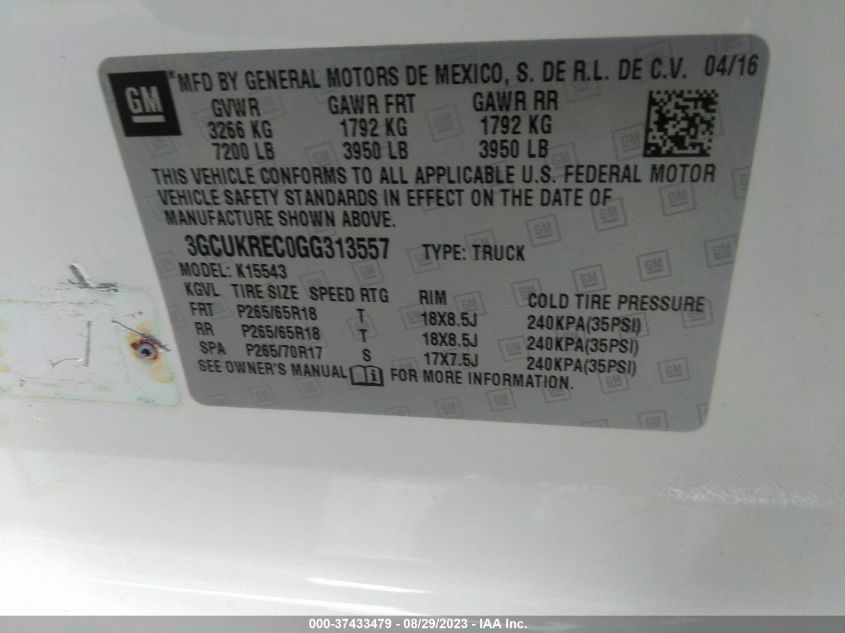 GM
MFD BY GENERAL MOTORS DE MEXICO, S. DE R.L. DE C.V. 04/16
GVWR GAWR FRT GAWR RR
3266 KG 1792 KG 1792 KG
7200 LB 3950 LB 3950 LB
THIS VEHICLE CONFORMS TO ALL APPLICABLE U.S. FEDERAL MOTOR
VEHICLE SAFETY STANDARDS IN EFFECT ON THE DATE OF
MANUFACTURE SHOWN ABOVE.
3GCUKREC0GG313557 TYPE: TRUCK
MODEL: K15543
KGVL TIRE SIZE SPEED RTG RIM COLD TIRE PRESSURE
FRT P265/65R18 T 18X8.5J 240KPA(35PSI)
RR P265/65R18 T 18X8.5J 240KPA(35PSI)
SPA P265/70R17 S 17X7.5J 240KPA(35PSI)
SEE OWNER'S MANUAL FOR MORE INFORMATION.
000-37433479 - 08/29/2023 - IAA Inc.